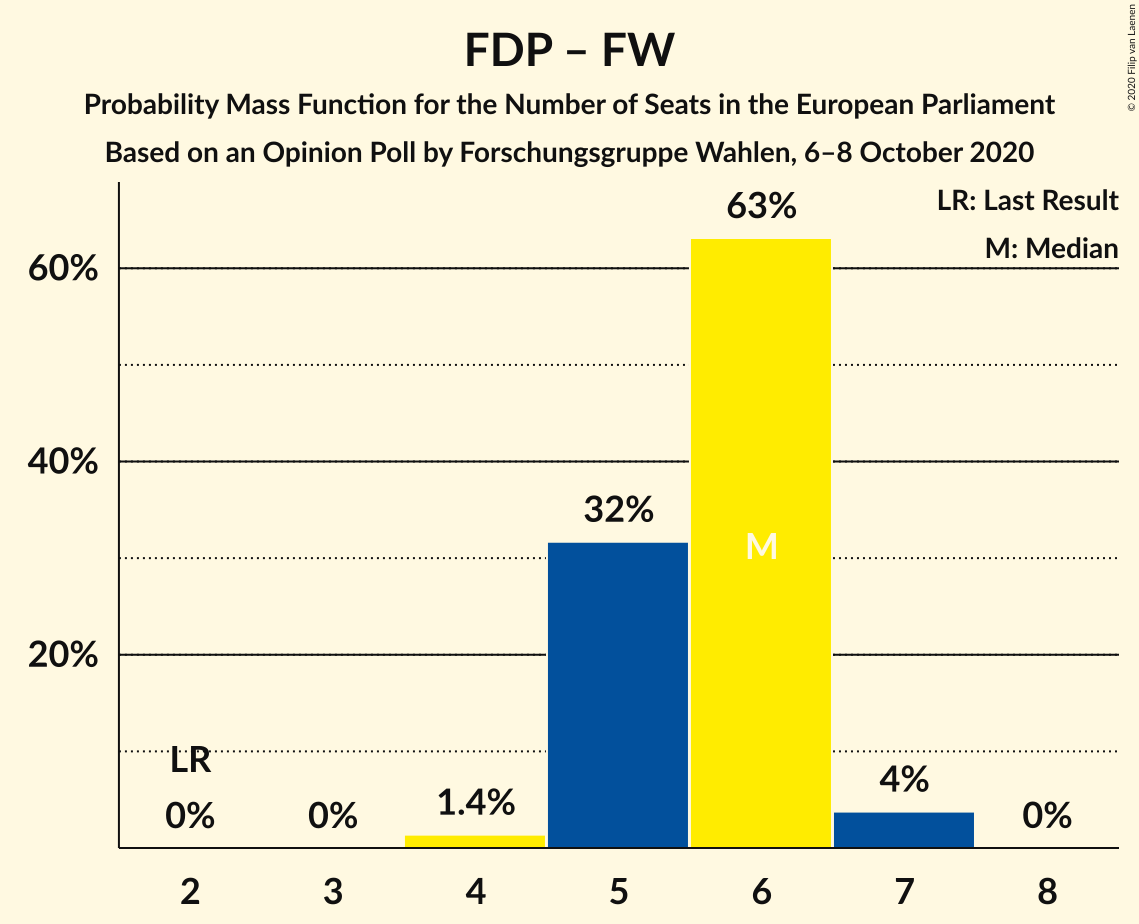 FDP – FW
Probability Mass Function for the Number of Seats in the European Parliament
Based on an Opinion Poll by Forschungsgruppe Wahlen, 6–8 October 2020
© 2020 Filip van Laenen
LR: Last Result
M: Median
63%
60%
40%
32%
M
20%
LR
0%
0%
1.4%
4%
0%
2 3 4 5 6 7 8